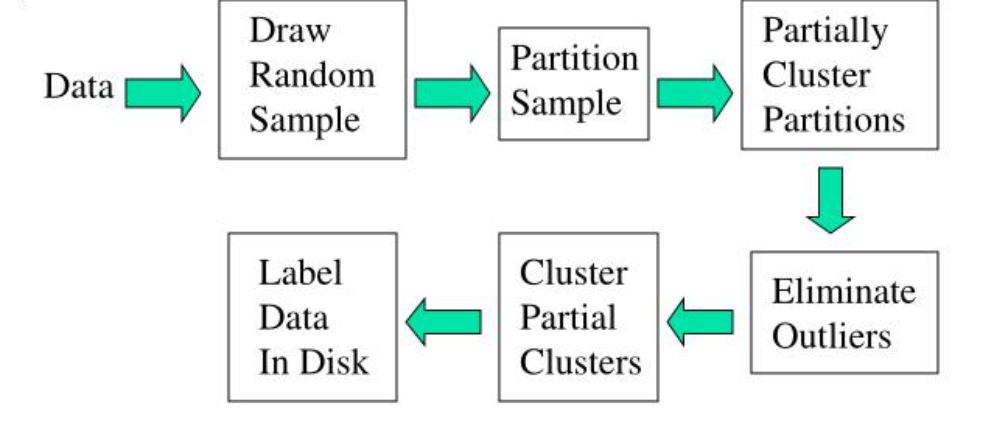 Data
Draw
Random
Sample
Partition
Sample
Partially
Cluster
Partitions
Eliminate
Outliers
Cluster
Partial
Clusters
Label
Data
In Disk